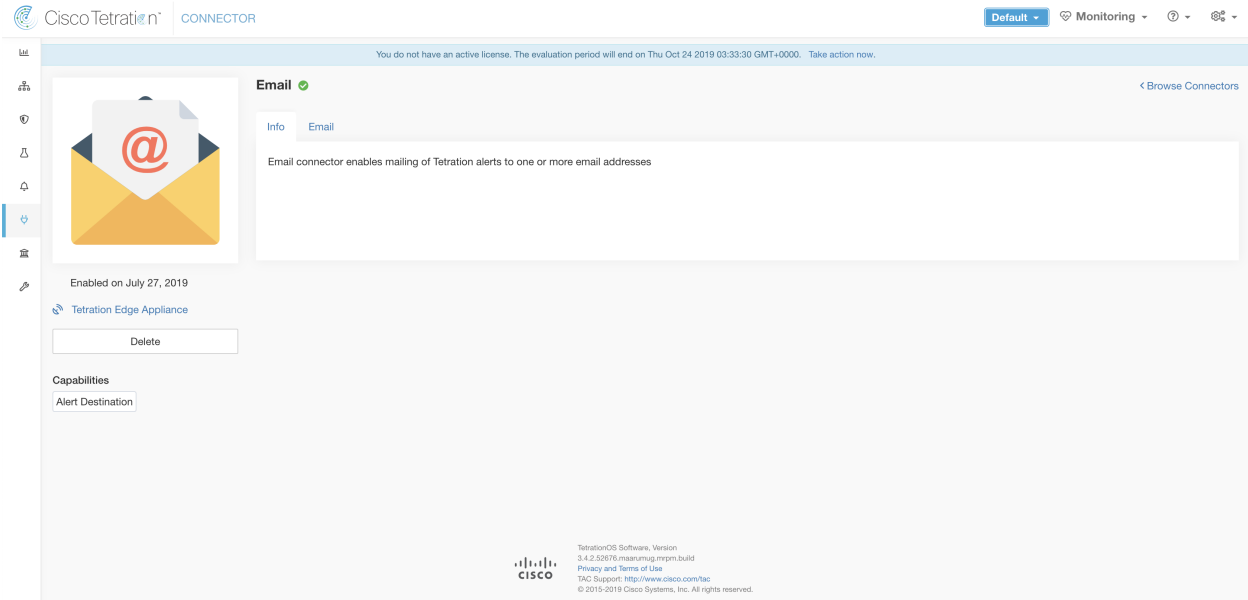 Cisco Tetration™ CONNECTOR Default Monitoring
You do not have an active license. The evaluation period will end on Thu Oct 24 2019 03:33:30 GMT+0000. Take action now.
Email
< Browse Connectors
Info Email
Email connector enables mailing of Tetration alerts to one or more email addresses
@
Enabled on July 27, 2019
Tetration Edge Appliance
Delete
Capabilities
Alert Destination
CISCO
TetrationOS Software, Version
3.4.2.52676.maarumug.mrpm.build
Privacy and Terms of Use
TAC Support: http://www.cisco.com/tac
© 2015-2019 Cisco Systems, Inc. All rights reserved.